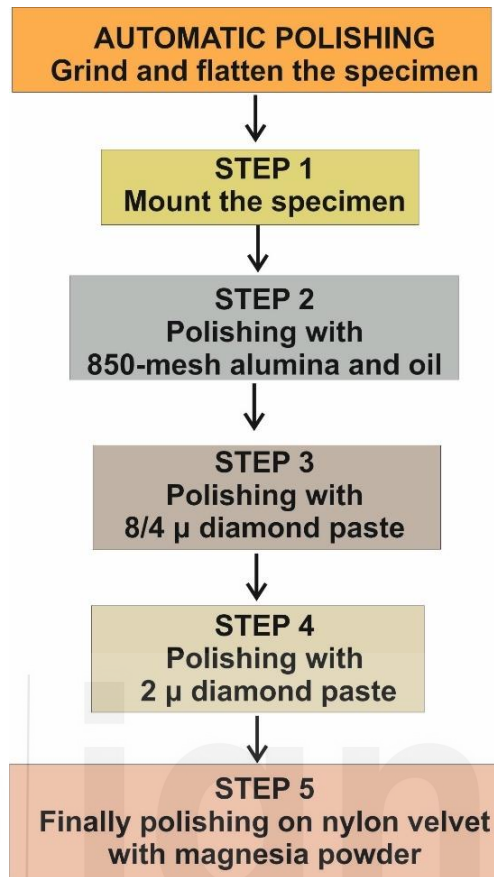 AUTOMATIC POLISHING
Grind and flatten the specimen
STEP 1
Mount the specimen
STEP 2
Polishing with
850-mesh alumina and oil
STEP 3
Polishing with
8/4 µ diamond paste
STEP 4
Polishing with
2 µ diamond paste
STEP 5
Finally polishing on nylon velvet
with magnesia powder